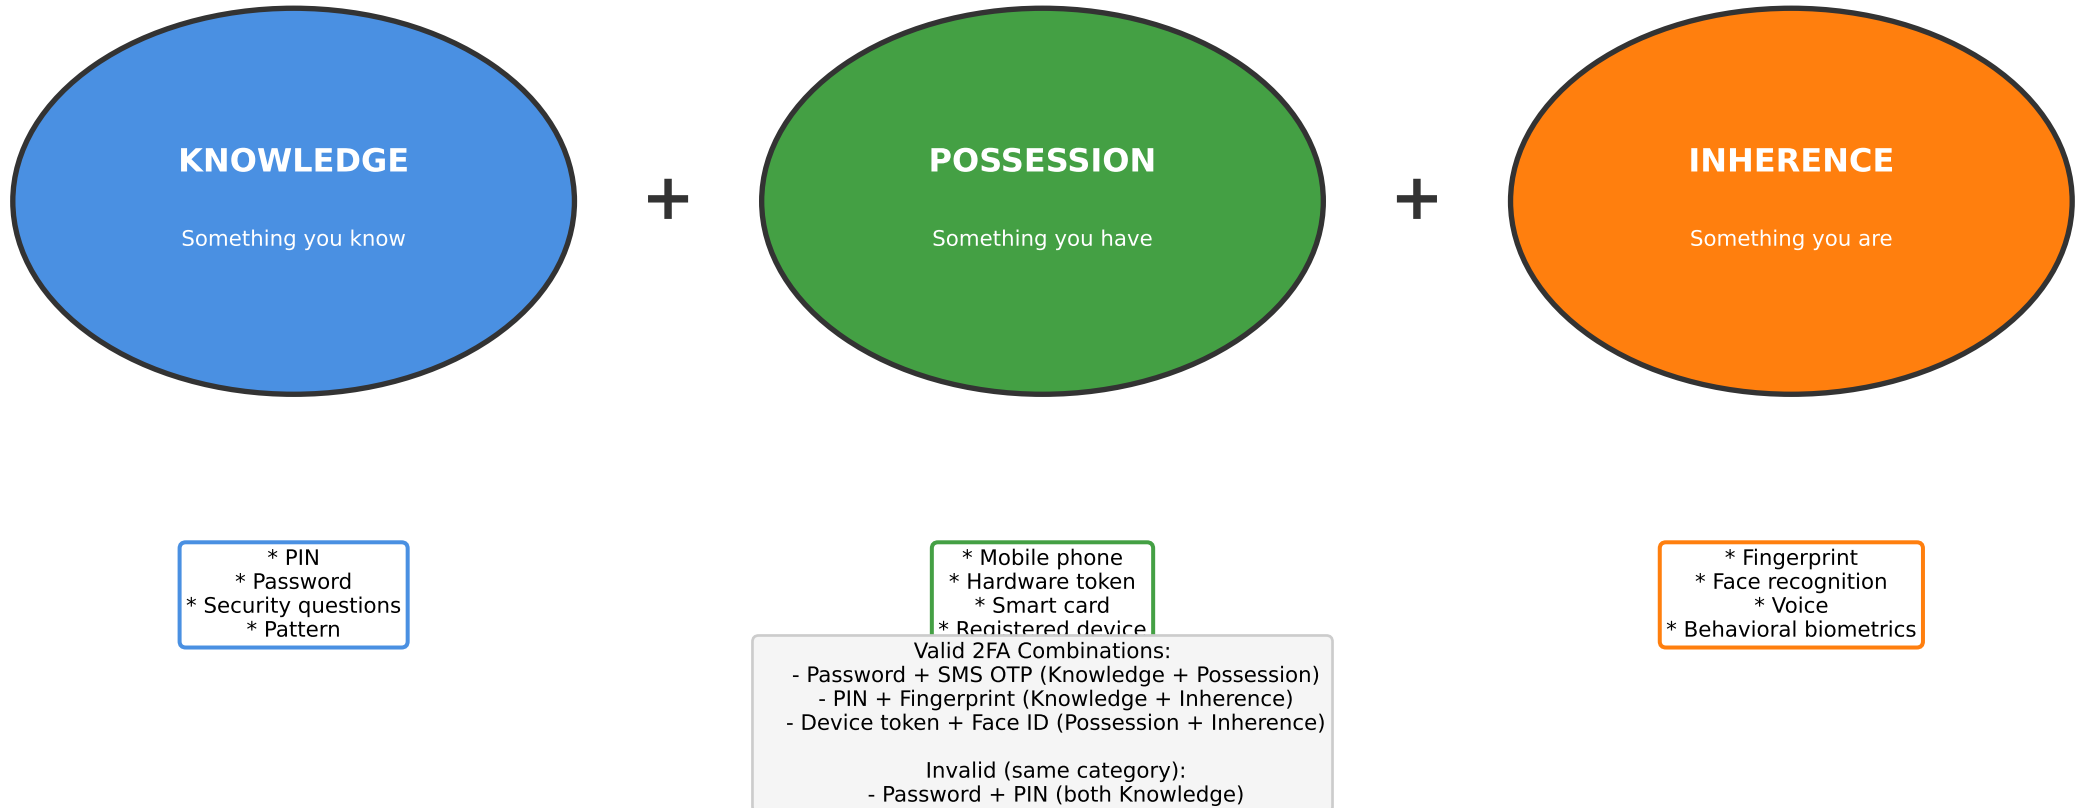 KNOWLEDGE
Something you know
+
POSSESSION
Something you have
+
INHERENCE
Something you are
* PIN
* Password
* Security questions
* Pattern
* Mobile phone
* Hardware token
* Smart card
* Registered device
* Fingerprint
* Face recognition
* Voice
* Behavioral biometrics
Valid 2FA Combinations:
- Password + SMS OTP (Knowledge + Possession)
- PIN + Fingerprint (Knowledge + Inherence)
- Device token + Face ID (Possession + Inherence)
Invalid (same category):
- Password + PIN (both Knowledge)